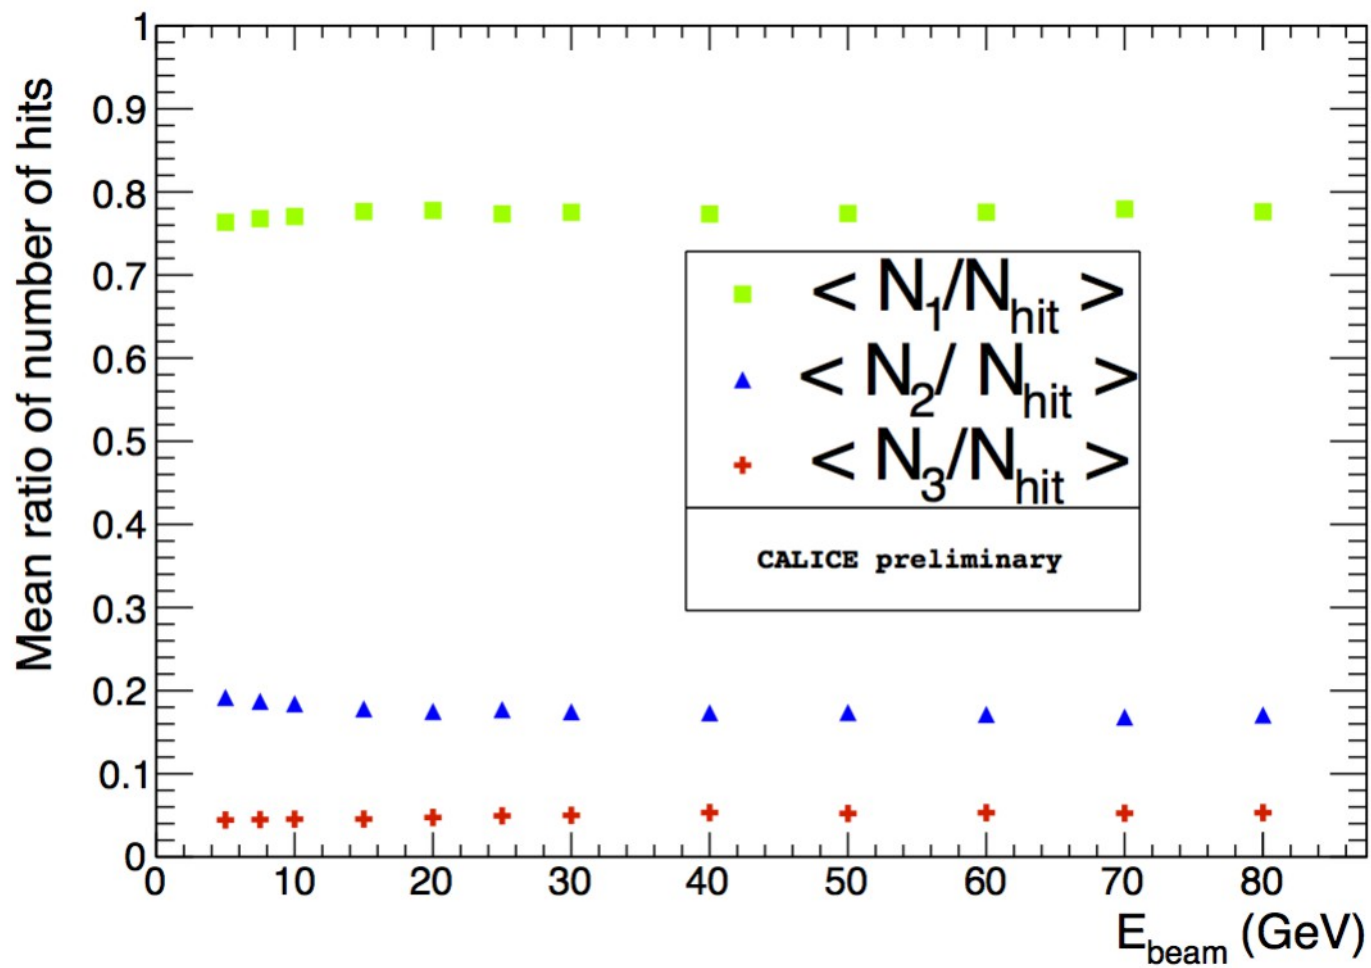 Mean ratio of number of hits
1
0.9
0.8
0.7
0.6
0.5
0.4
0.3
0.2
0.1
0
< N1/Nhit >
< N2/ Nhit >
< N3/Nhit >
CALICE preliminary
0 10 20 30 40 50 60 70 80
Ebeam (GeV)